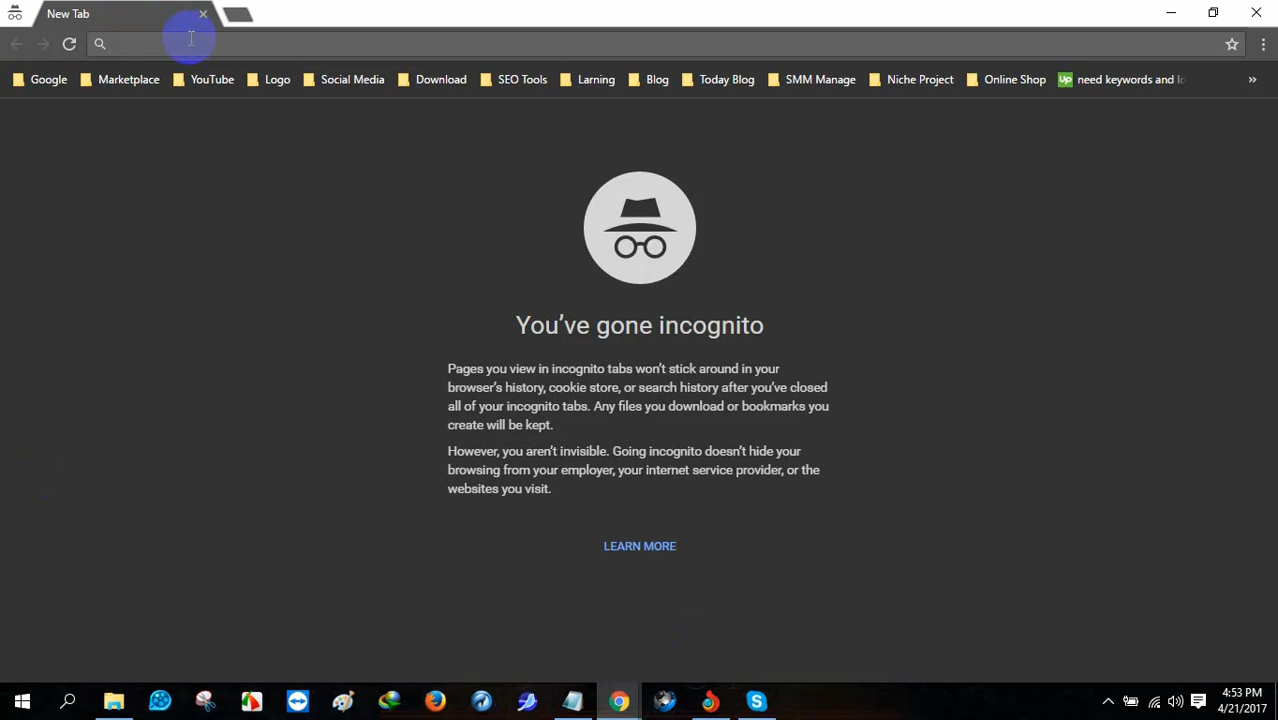 New Tab
Google Marketplace YouTube Logo Social Media Download SEO Tools Larning Blog Today Blog SMM Manage Niche Project Online Shop Up need keywords and
You've gone incognito
Pages you view in incognito tabs won't stick around in your
browser's history, cookie store, or search history after you've closed
all of your incognito tabs. Any files you download or bookmarks you
create will be kept.
However, you aren't invisible. Going incognito doesn't hide your
browsing from your employer, your internet service provider, or the
websites you visit.
LEARN MORE
4:53 PM
4/21/2017